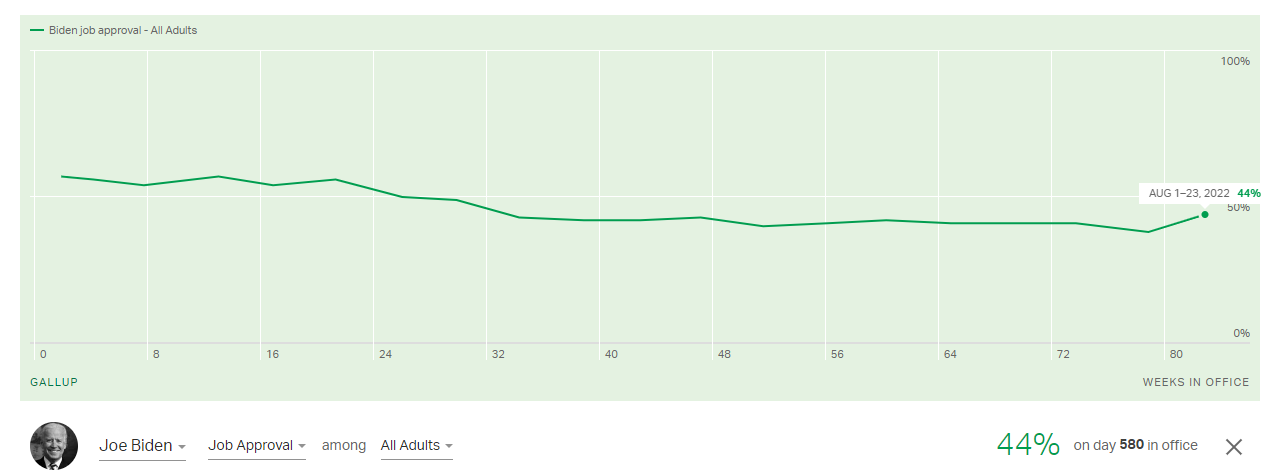 Biden job approval - All Adults
100%
AUG 1–23, 2022 44%
50%
0%
0 8 16 24 32 40 48 56 64 72 80
GALLUP WEEKS IN OFFICE
Joe Biden Job Approval among All Adults 44% on day 580 in office